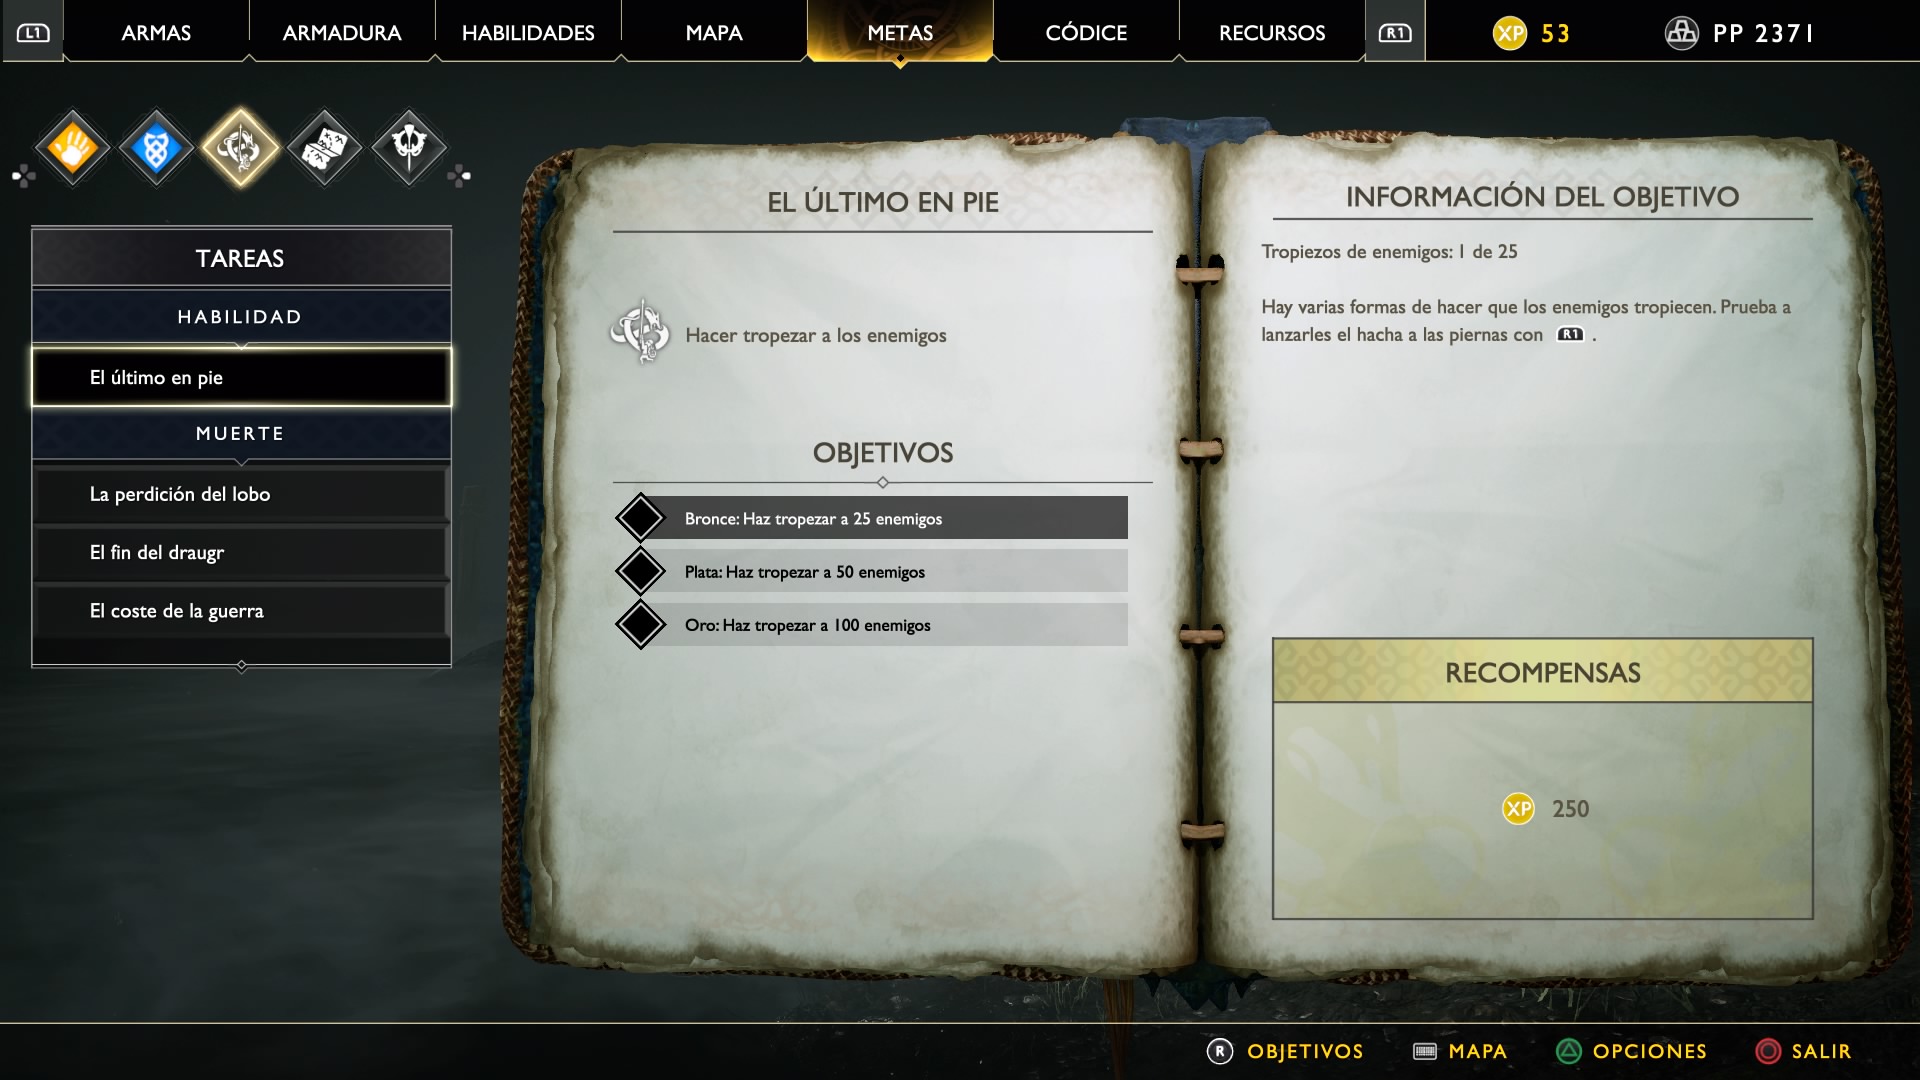 L1
ARMAS
ARMADURA
HABILIDADES
MAPA
METAS
CÓDICE
RECURSOS
R1
XP 53
PP 2371
TAREAS
HABILIDAD
El último en pie
MUERTE
La perdición del lobo
El fin del draugr
El coste de la guerra
EL ÚLTIMO EN PIE
Hacer tropezar a los enemigos
OBJETIVOS
Bronce: Haz tropezar a 25 enemigos
Plata: Haz tropezar a 50 enemigos
Oro: Haz tropezar a 100 enemigos
INFORMACIÓN DEL OBJETIVO
Tropiezos de enemigos: 1 de 25
Hay varias formas de hacer que los enemigos tropiecen. Prueba a
lanzarles el hacha a las piernas con R1 .
RECOMPENSAS
XP 250
R OBJETIVOS
MAPA
OPCIONES
SALIR